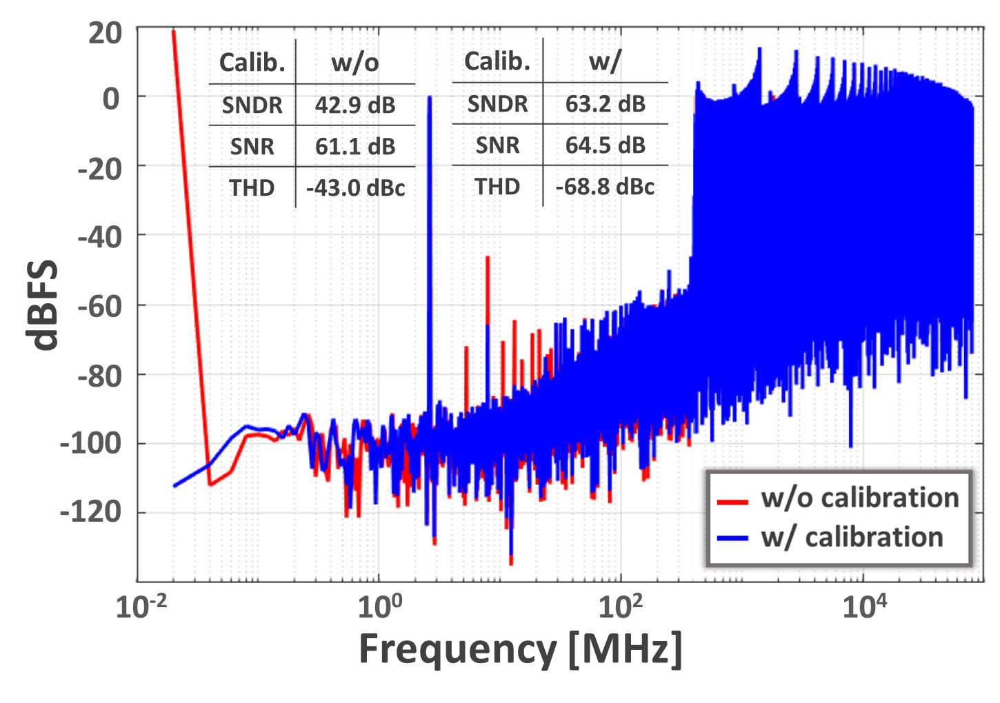 20
0
-20
-40
-60
-80
-100
-120
dBFS
Calib. w/o
SNDR 42.9 dB
SNR 61.1 dB
THD -43.0 dBc
Calib. w/
SNDR 63.2 dB
SNR 64.5 dB
THD -68.8 dBc
w/o calibration
w/ calibration
10⁻² 10⁰ 10² 10⁴
Frequency [MHz]